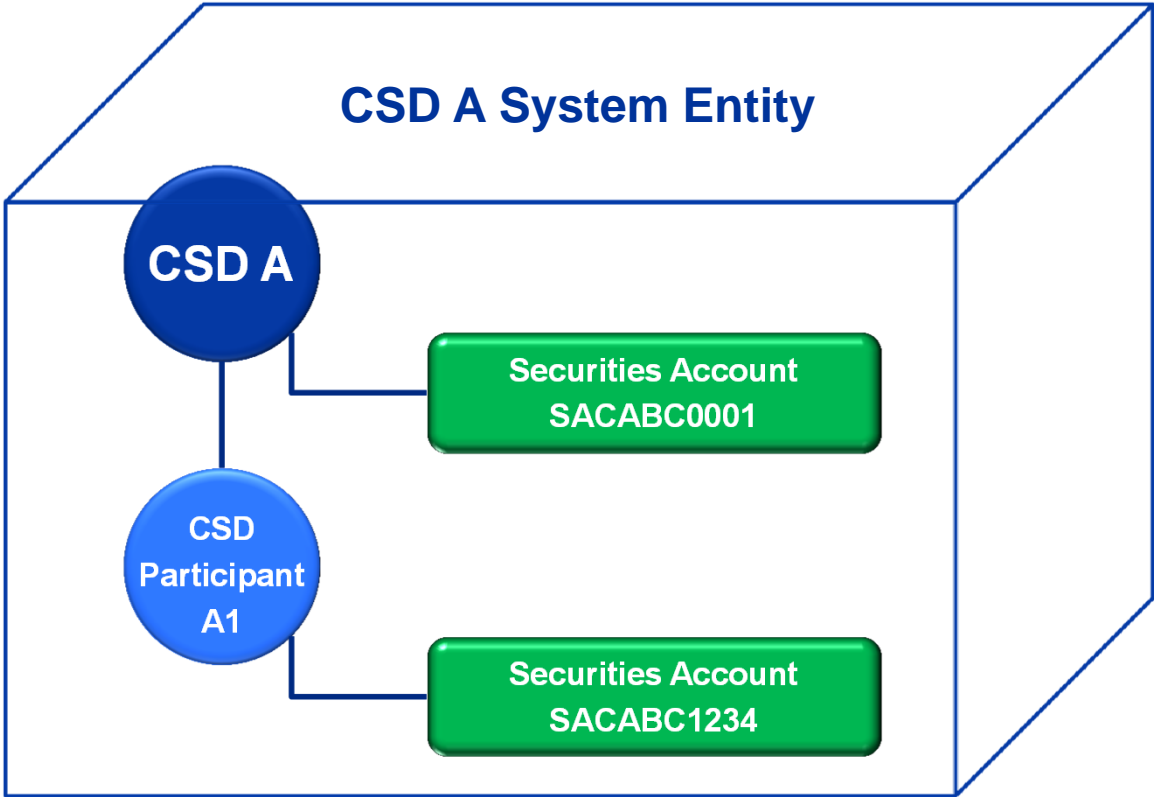 CSD A System Entity
CSD A
Securities Account
SACABC0001
CSD
Participant
A1
Securities Account
SACABC1234